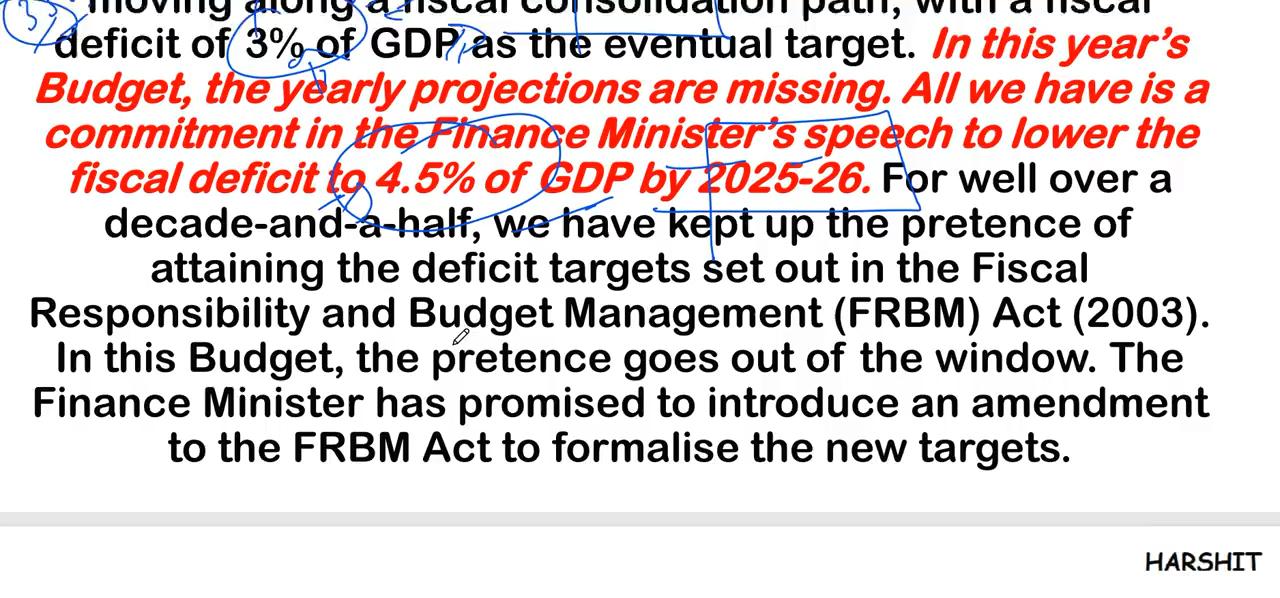 moving along a fiscal consolidation path, with a fiscal
deficit of 3% of GDP as the eventual target. In this year's
Budget, the yearly projections are missing. All we have is a
commitment in the Finance Minister's speech to lower the
fiscal deficit to 4.5% of GDP by 2025-26. For well over a
decade-and-a-half, we have kept up the pretence of
attaining the deficit targets set out in the Fiscal
Responsibility and Budget Management (FRBM) Act (2003).
In this Budget, the pretence goes out of the window. The
Finance Minister has promised to introduce an amendment
to the FRBM Act to formalise the new targets.
HARSHIT